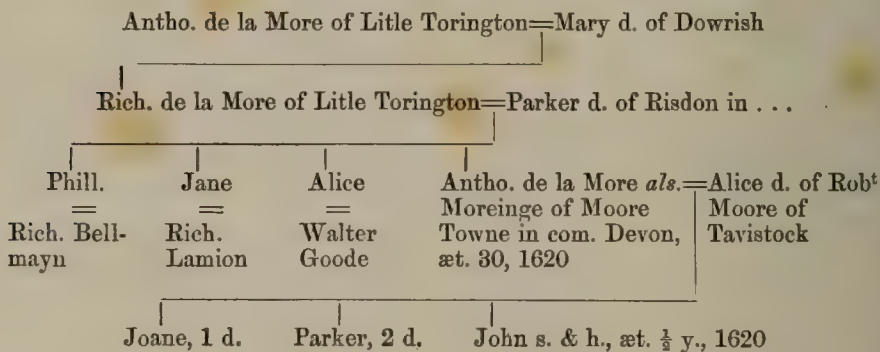 Antho. de la More of Litle Torington=Mary d. of Dowrish
Rich. de la More of Litle Torington=Parker d. of Risdon in . . .
Phill. Jane Alice Antho. de la More als.=Alice d. of Robᵗ
= = = Moreinge of Moore Moore of
Rich. Bell- Rich. Walter Towne in com. Devon, Tavistock
mayn Lamion Goode æt. 30, 1620
Joane, 1 d. Parker, 2 d. John s. & h., æt. ½ y., 1620